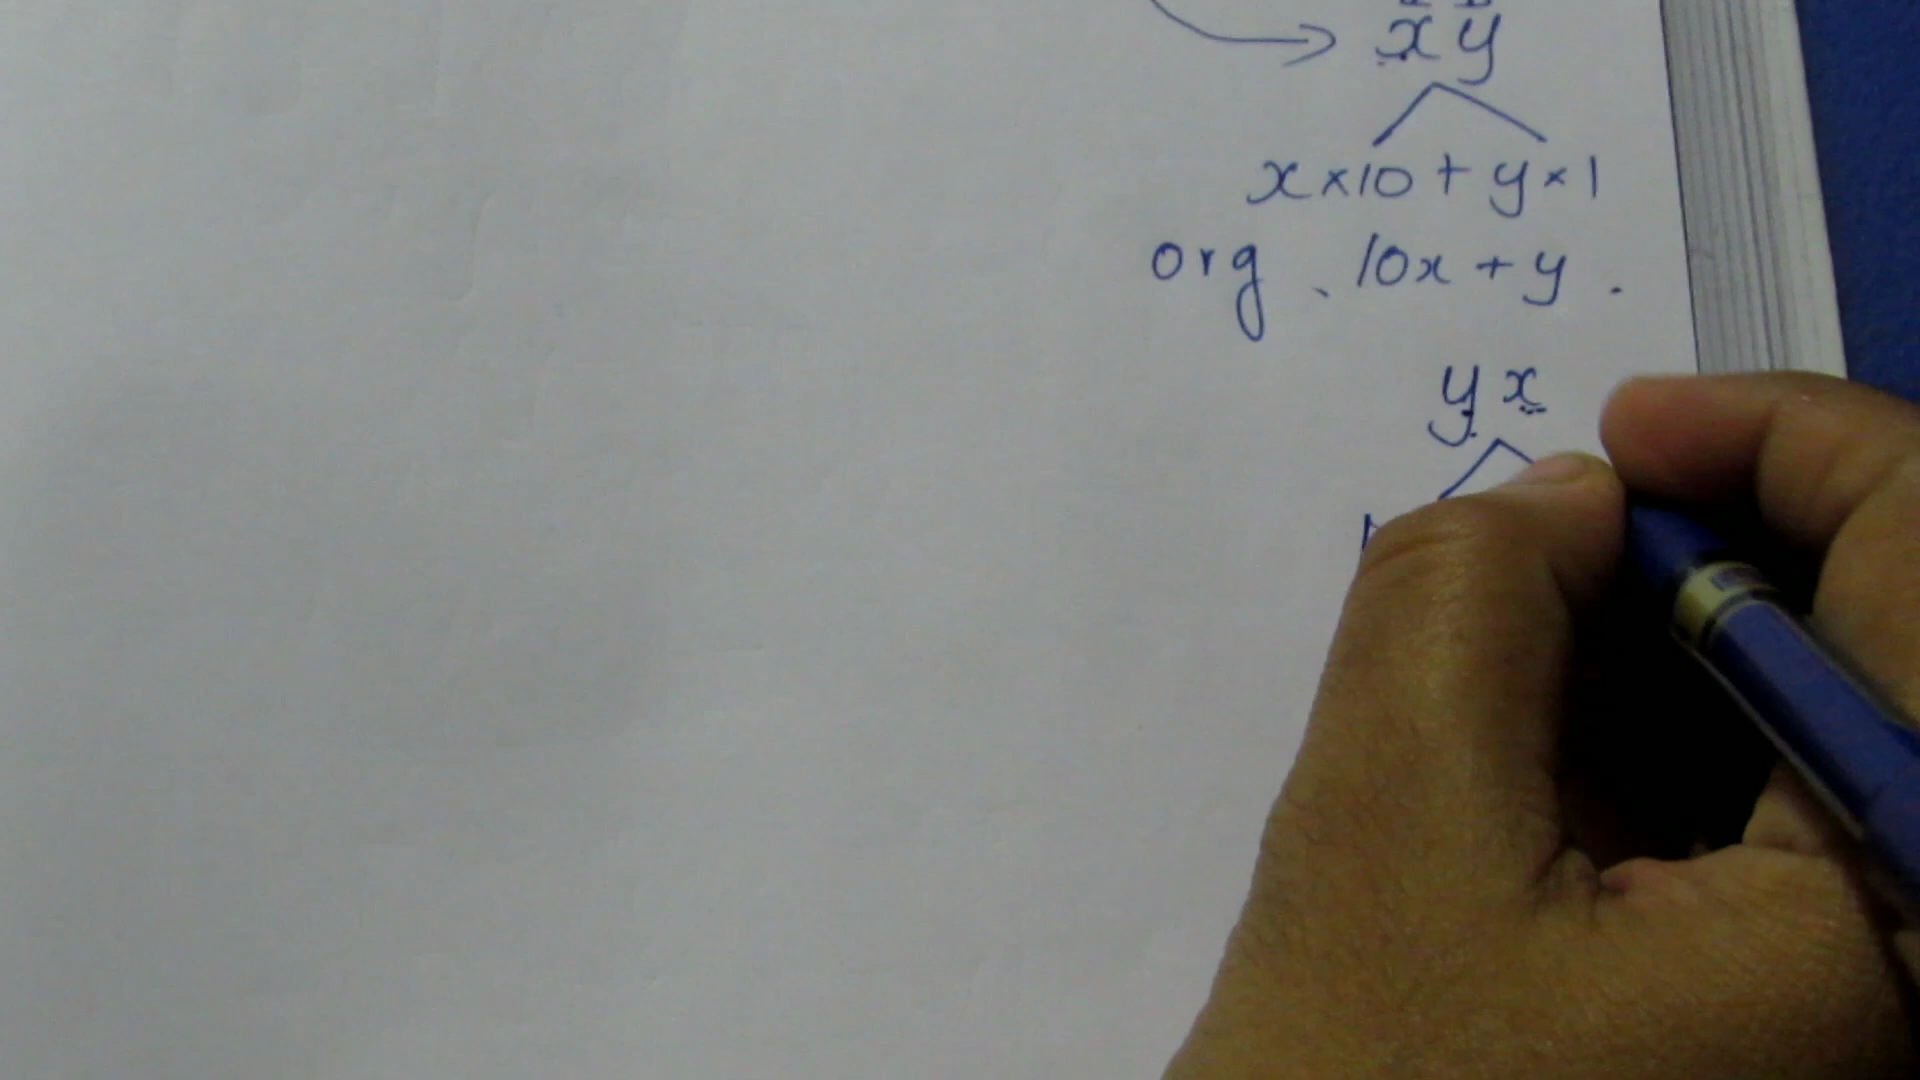 xy
x×10 + y×1
org. 10x + y.
yx